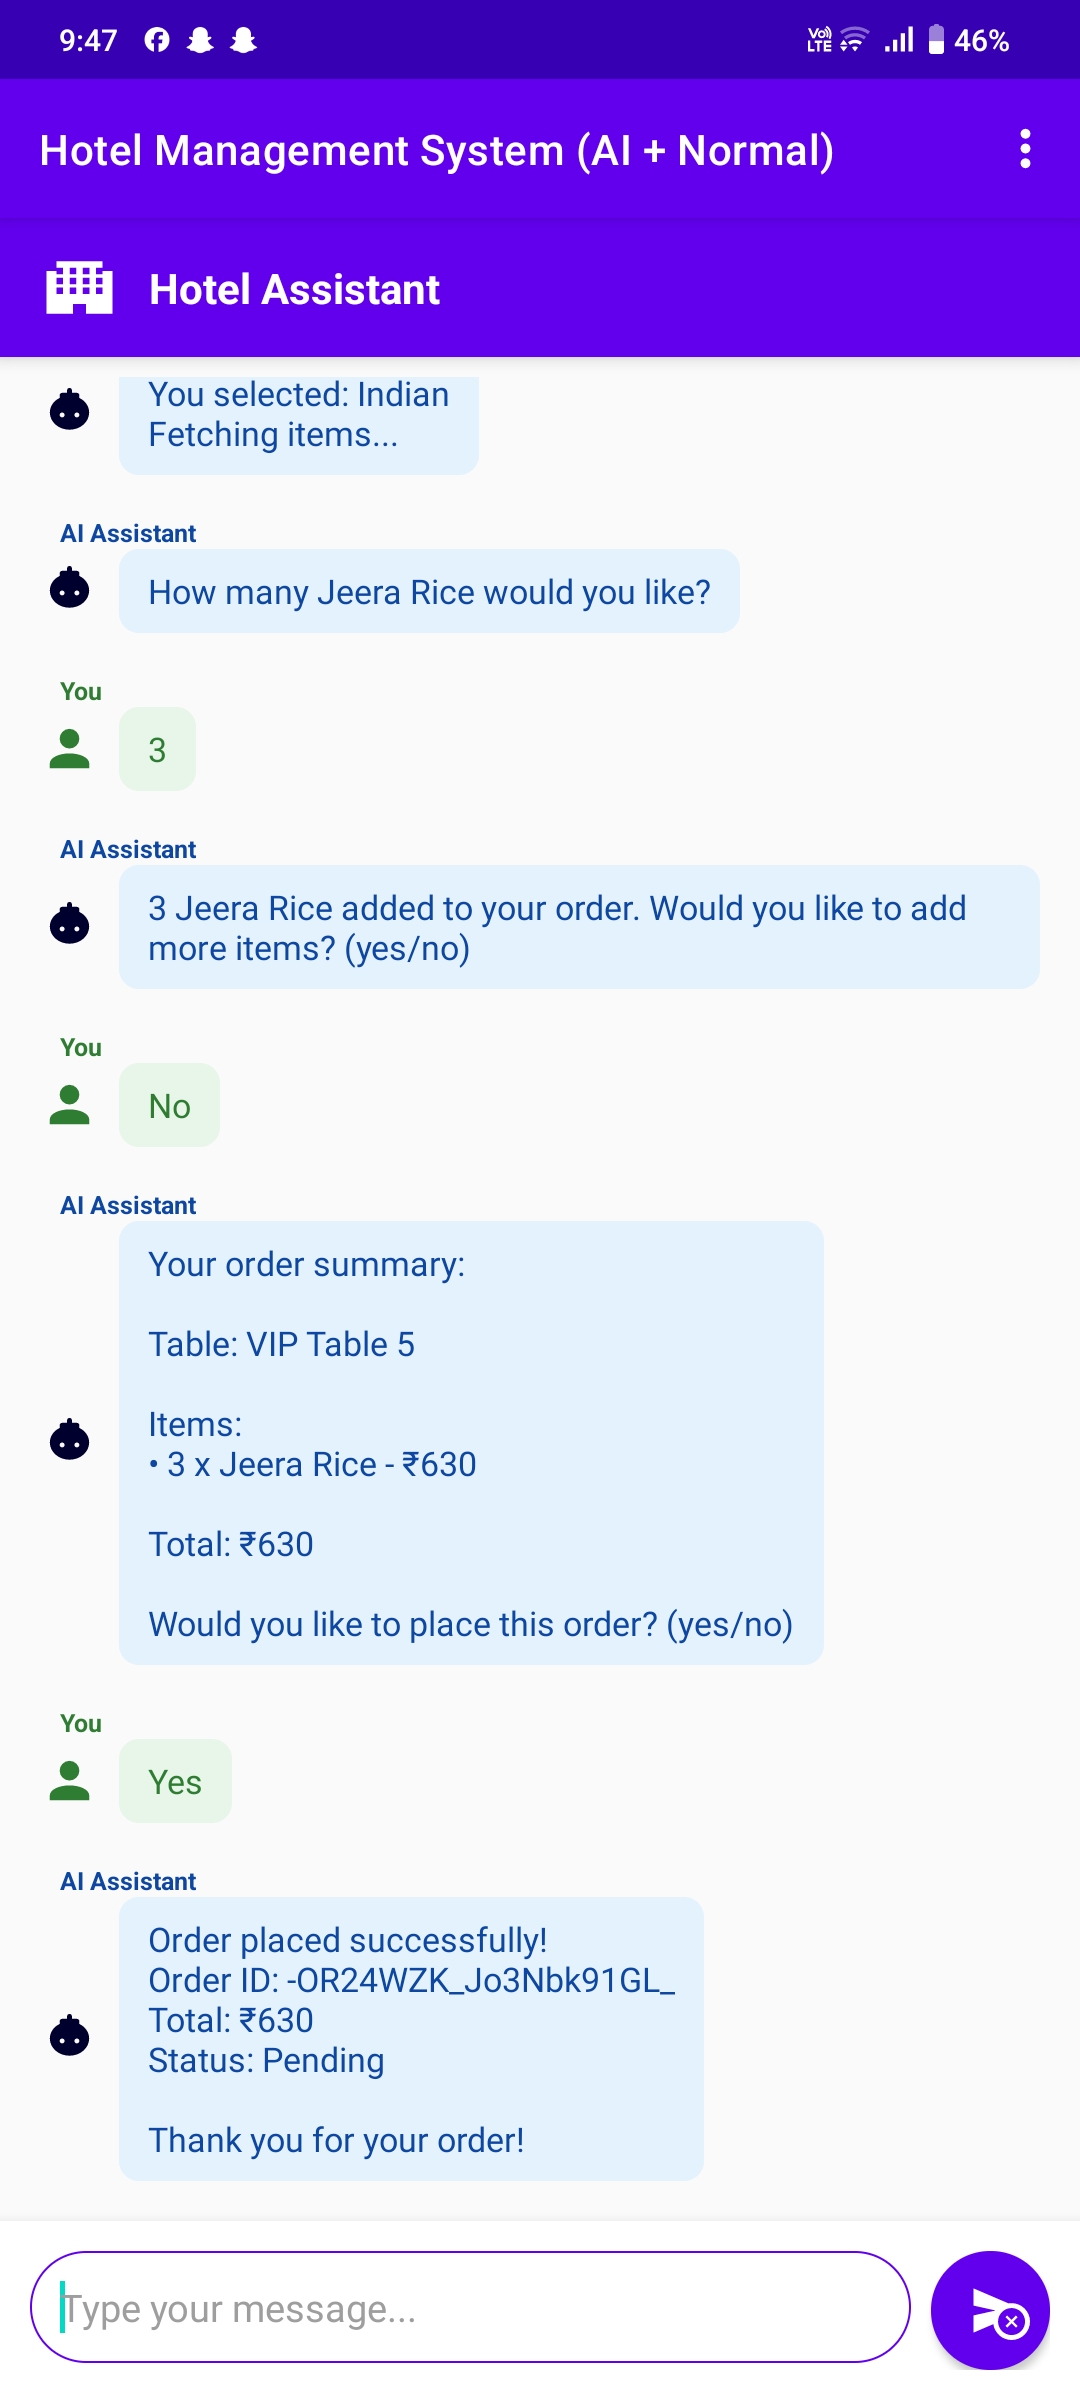 9:47
Vo)) LTE
46%
Hotel Management System (AI + Normal)
Hotel Assistant
You selected: Indian
Fetching items...
AI Assistant
How many Jeera Rice would you like?
You
3
AI Assistant
3 Jeera Rice added to your order. Would you like to add
more items? (yes/no)
You
No
AI Assistant
Your order summary:
Table: VIP Table 5
Items:
• 3 x Jeera Rice - ₹630
Total: ₹630
Would you like to place this order? (yes/no)
You
Yes
AI Assistant
Order placed successfully!
Order ID: -OR24WZK_Jo3Nbk91GL_
Total: ₹630
Status: Pending
Thank you for your order!
Type your message...